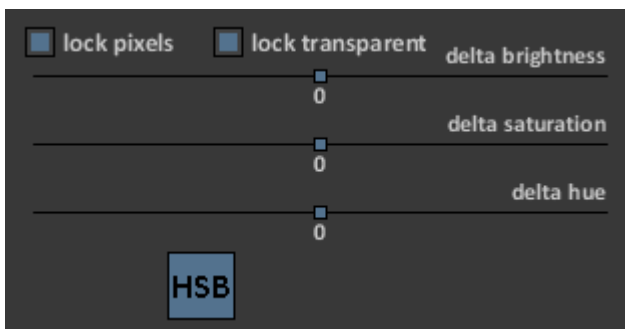 lock pixels
lock transparent
delta brightness
0
delta saturation
0
delta hue
0
HSB